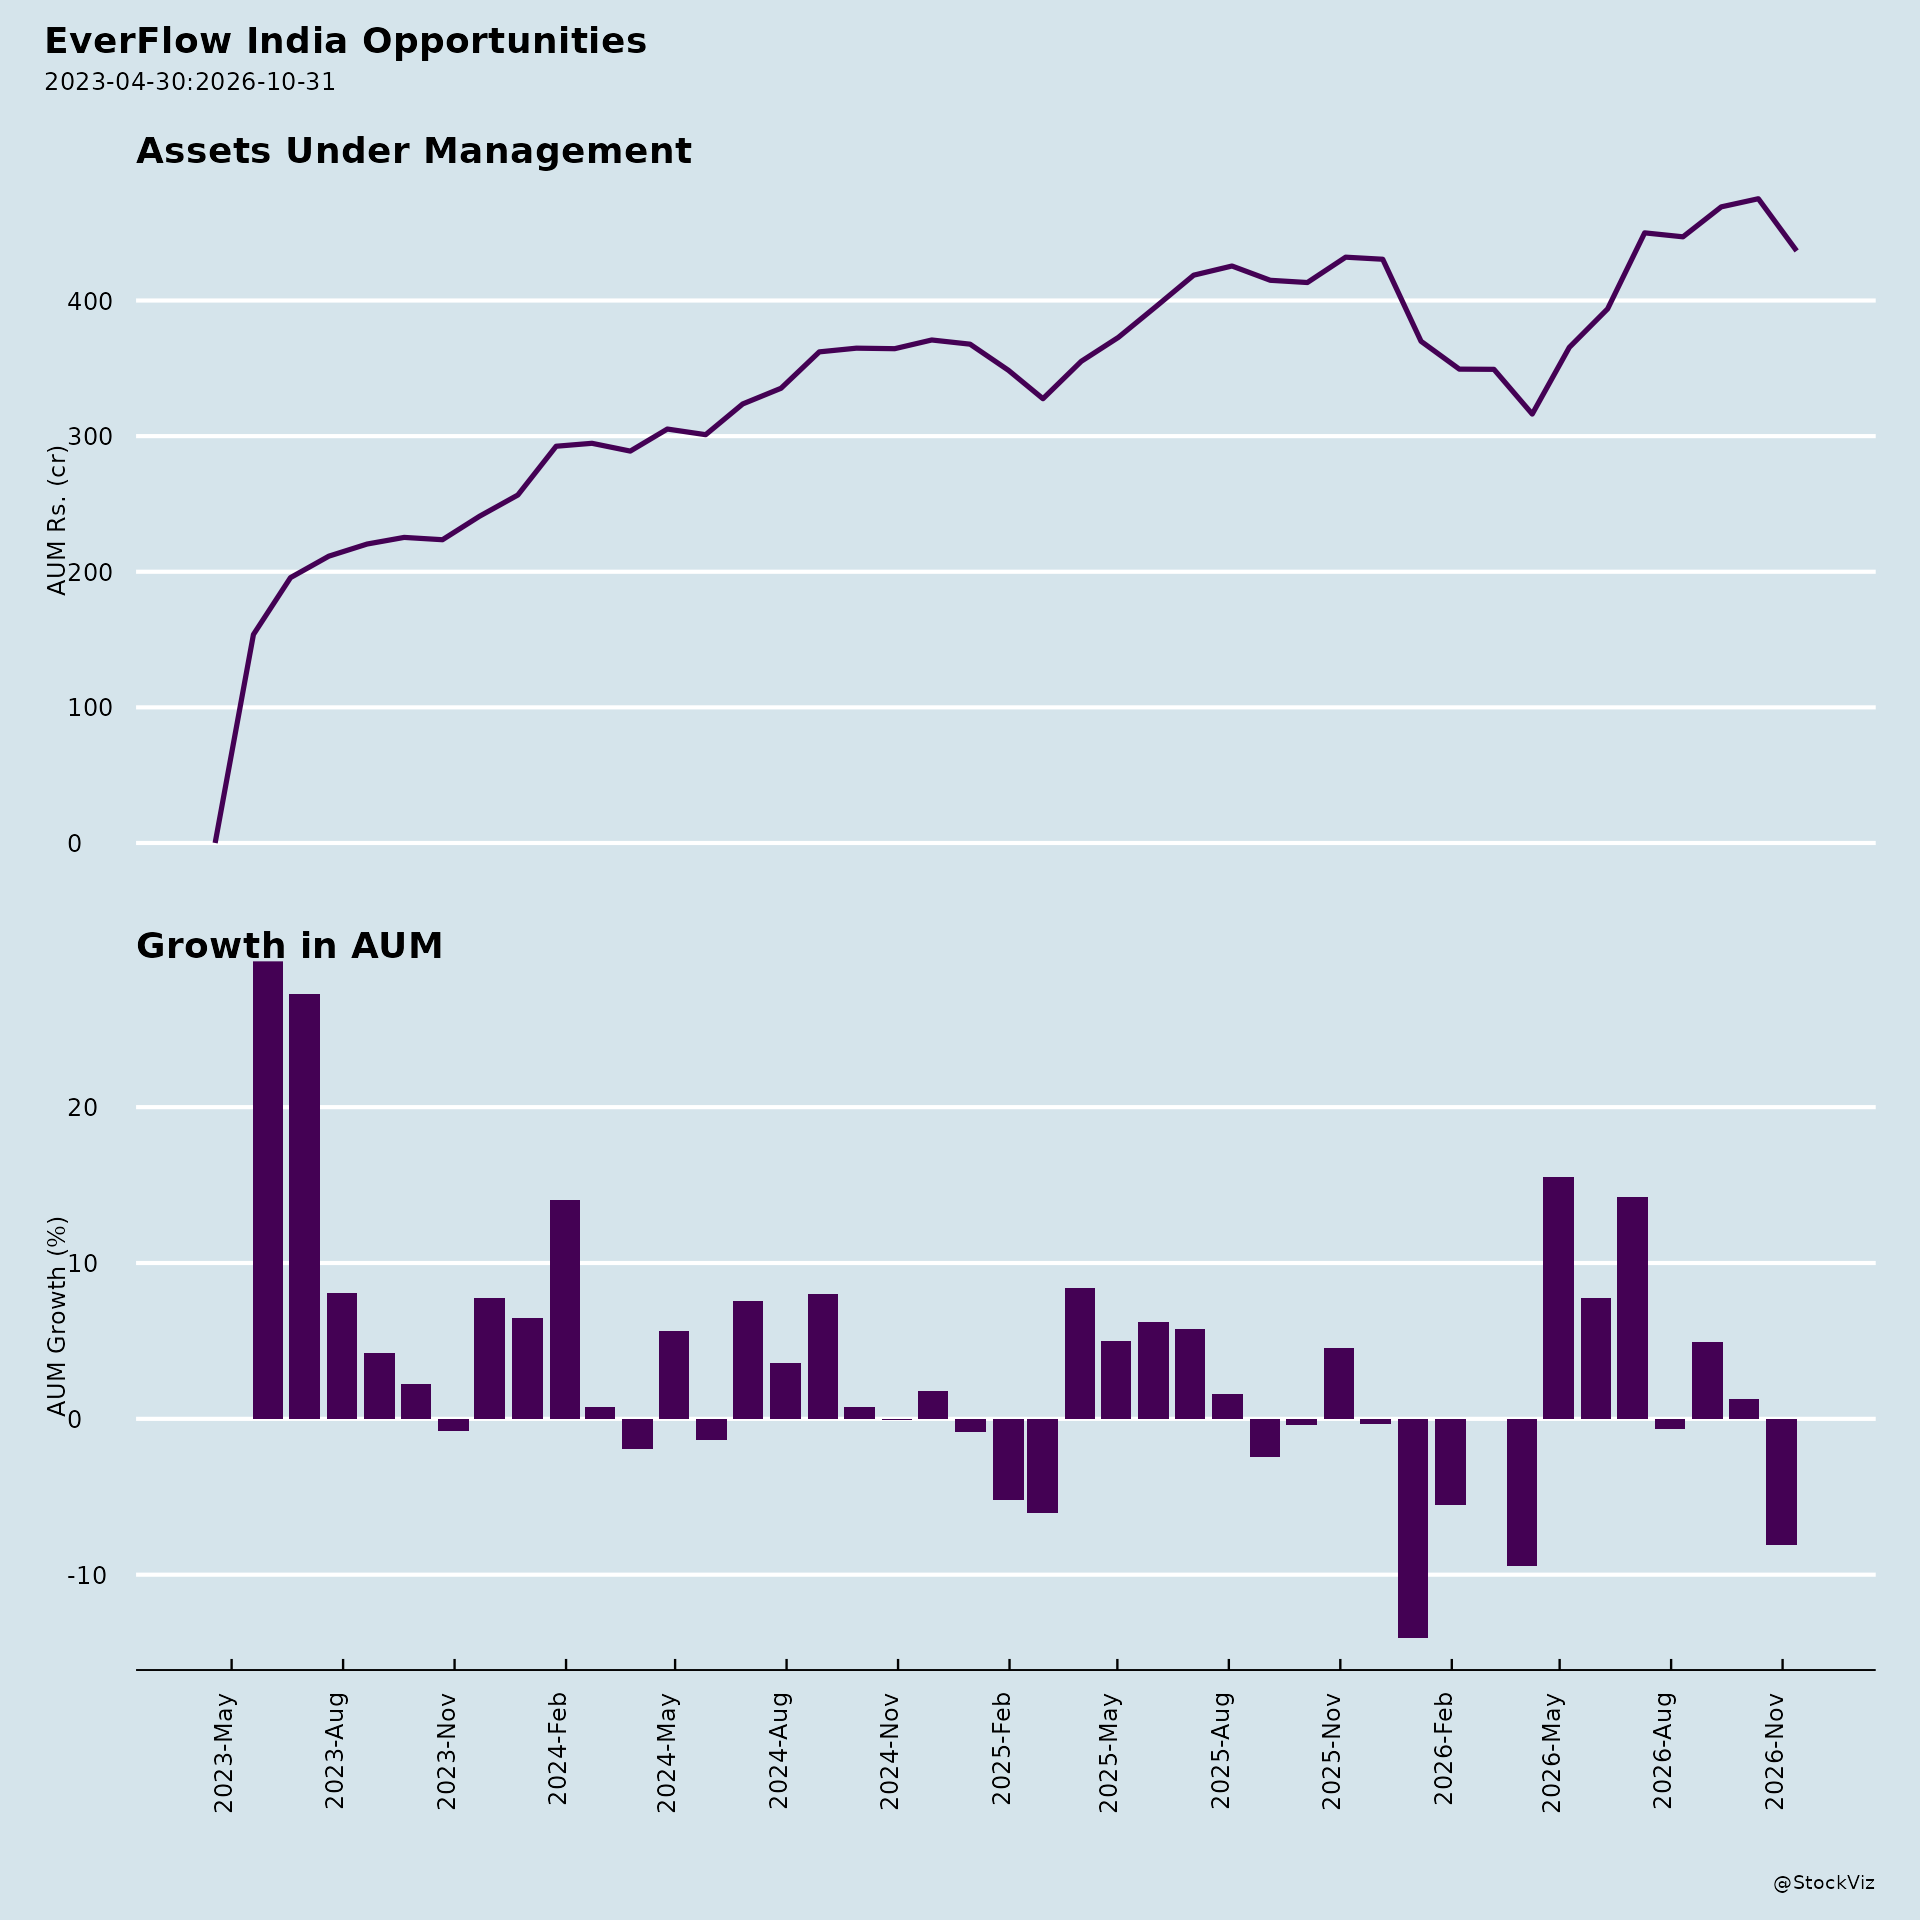 EverFlow India Opportunities
2023-04-30:2026-10-31
Assets Under Management
AUM Rs. (cr)
400
300
200
100
0
Growth in AUM
AUM Growth (%)
20
10
0
-10
2023-May
2023-Aug
2023-Nov
2024-Feb
2024-May
2024-Aug
2024-Nov
2025-Feb
2025-May
2025-Aug
2025-Nov
2026-Feb
2026-May
2026-Aug
2026-Nov
@StockViz